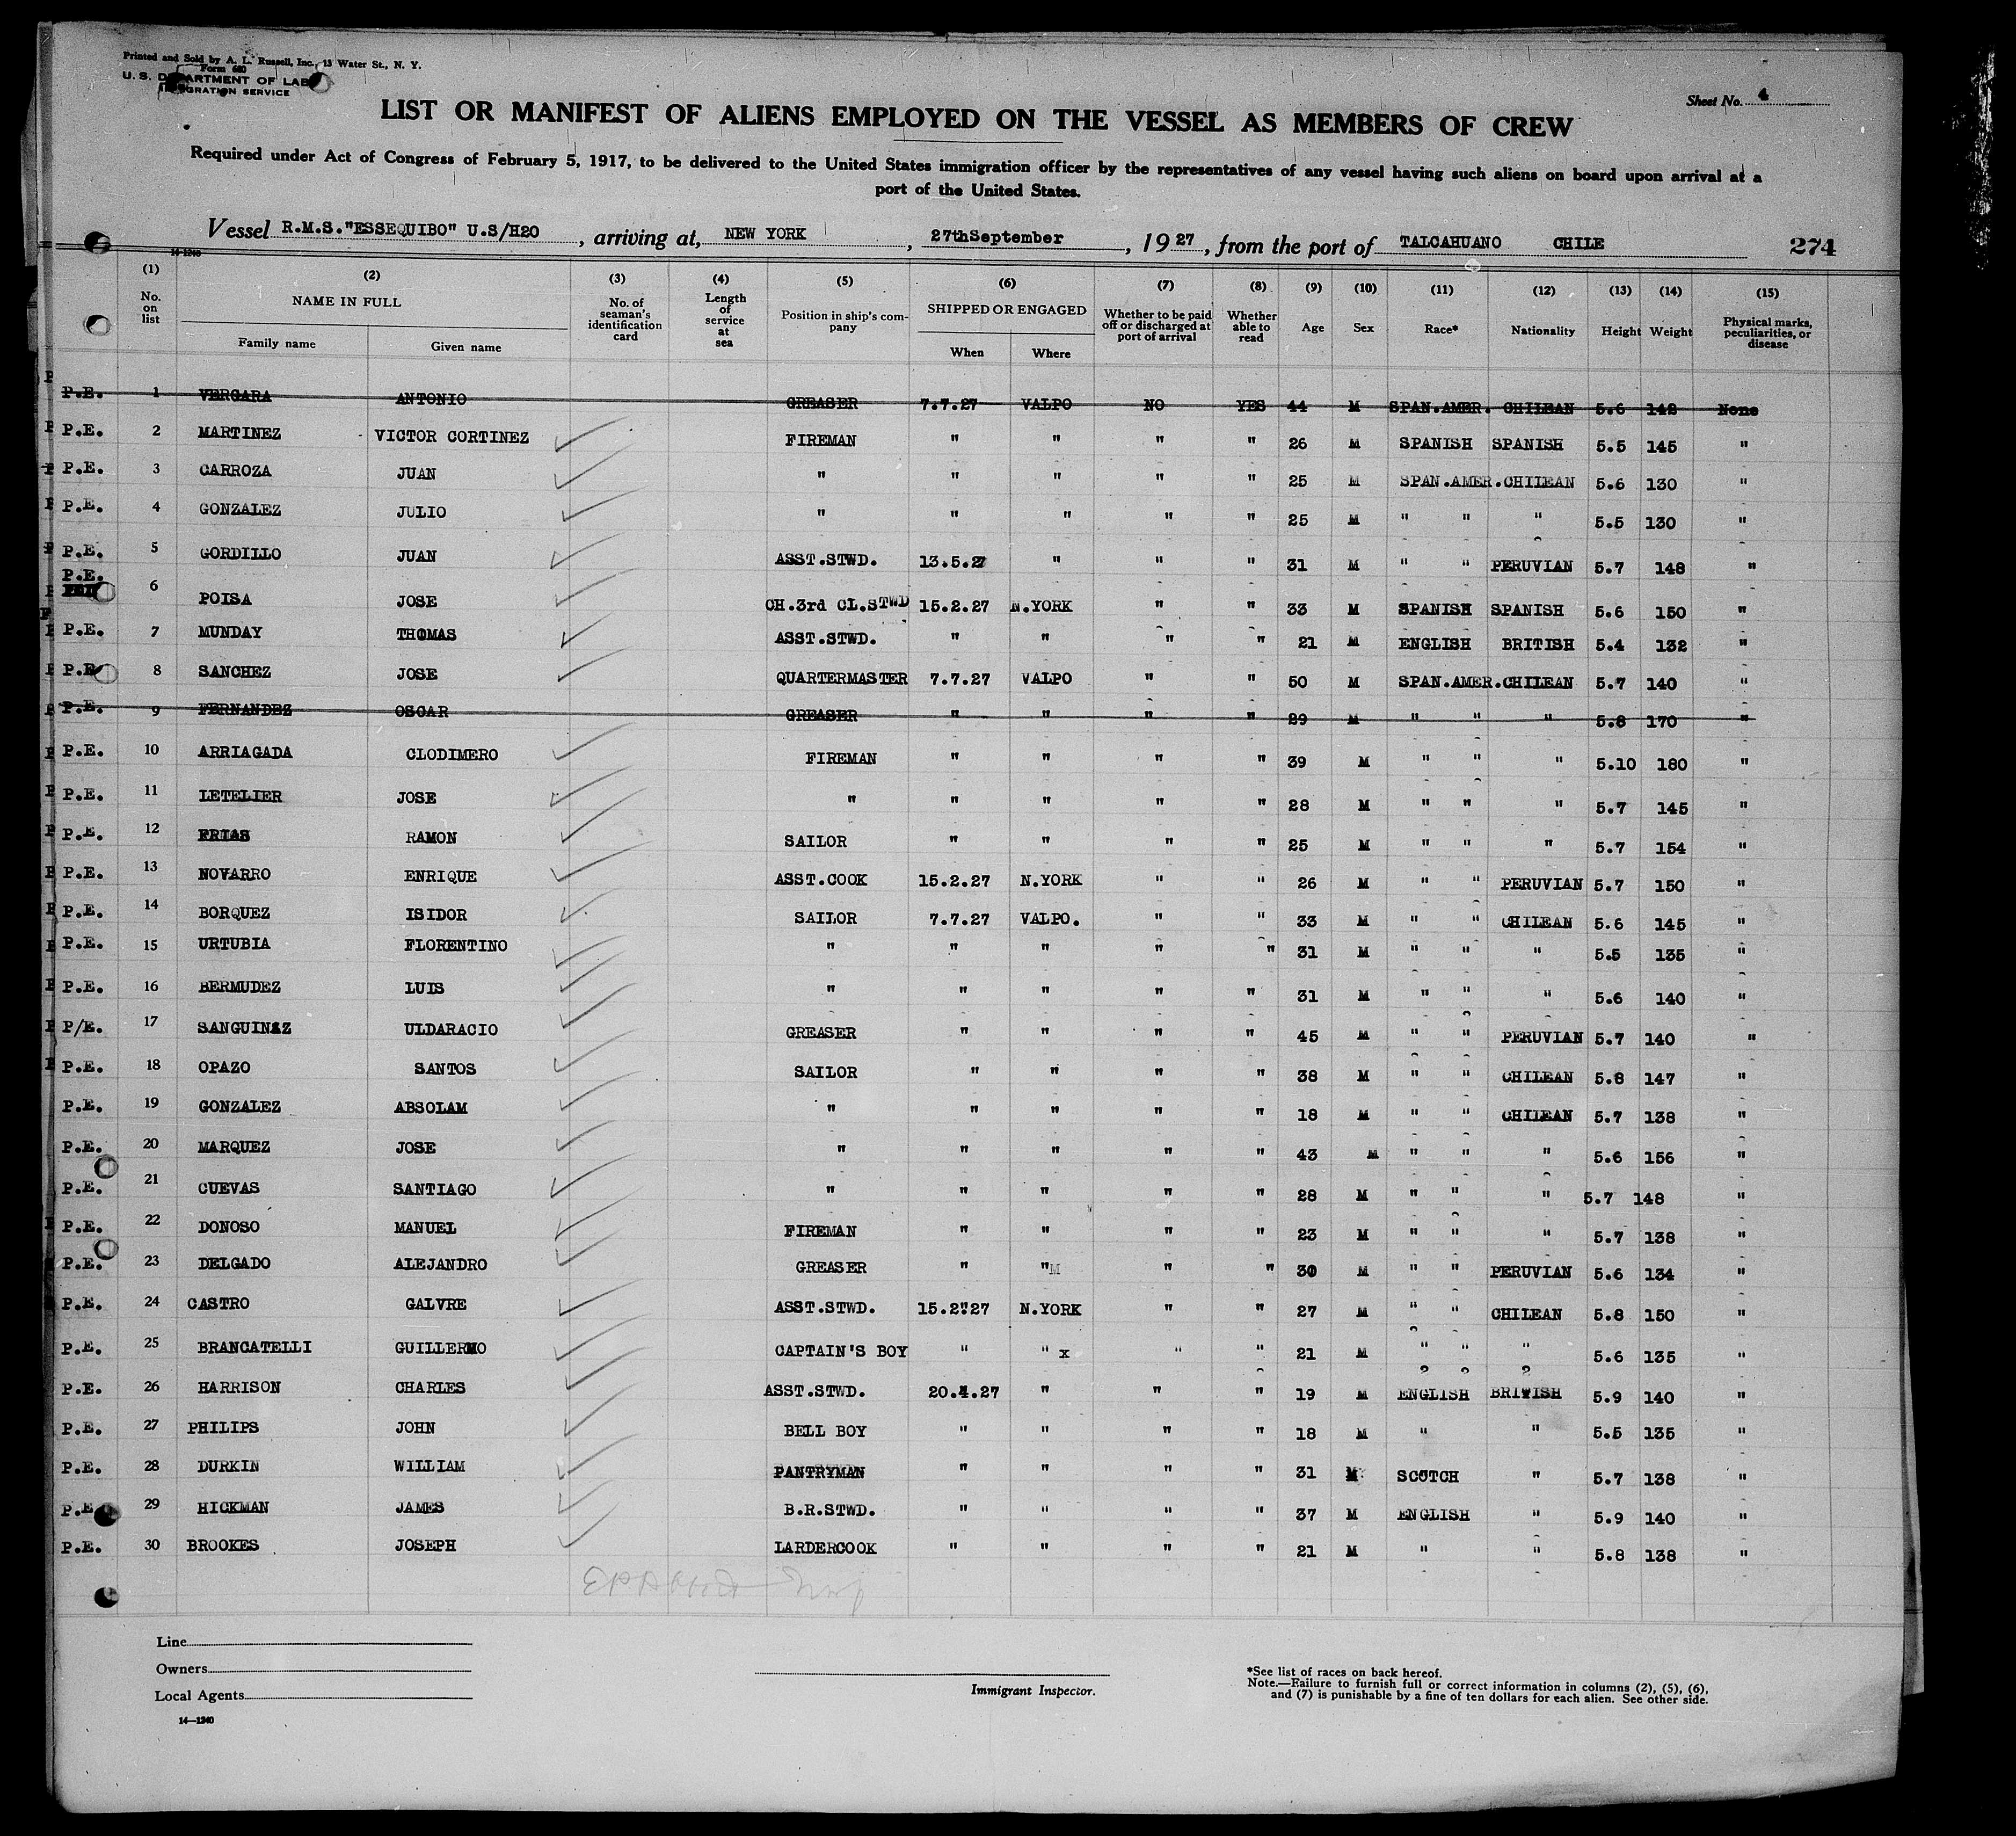 Printed and Sold by A. L. Russell, Inc., 13 Water St., N. Y.
Form 680
U. S. DEPARTMENT OF LABOR
IMMIGRATION SERVICE
Sheet No. 4
LIST OR MANIFEST OF ALIENS EMPLOYED ON THE VESSEL AS MEMBERS OF CREW
Required under Act of Congress of February 5, 1917, to be delivered to the United States immigration officer by the representatives of any vessel having such aliens on board upon arrival at a
port of the United States.
Vessel R.M.S."ESSEQUIBO" U.S/H20, arriving at, NEW YORK, 27thSeptember, 1927, from the port of TALCAHUANO CHILE 274
14-1240
(1) (2) (3) (4) (5) (6) (7) (8) (9) (10) (11) (12) (13) (14) (15)
No. on list NAME IN FULL Family name Given name No. of seaman's identification card Length of service at sea Position in ship's company SHIPPED OR ENGAGED When Where Whether to be paid off or discharged at port of arrival Whether able to read Age Sex Race* Nationality Height Weight Physical marks, peculiarities, or disease
P.E. 1 VERGARA ANTONIO GREASER 7.7.27 VALPO NO YES 44 M SPAN.AMER. CHILEAN 5.6 142 None
P.E. 2 MARTINEZ VICTOR CORTINEZ FIREMAN " " " " 26 M SPANISH SPANISH 5.5 145 "
P.E. 3 CARROZA JUAN " " " " " 25 M SPAN.AMER. CHILEAN 5.6 130 "
P.E. 4 GONZALEZ JULIO " " " " " 25 M " " " 5.5 130 "
P.E. 5 GORDILLO JUAN ASST.STWD. 13.5.27 " " " 31 M " " PERUVIAN 5.7 148 "
P.E. 6 POISA JOSE CH.3rd CL.STWD 15.2.27 N.YORK " " 33 M SPANISH SPANISH 5.6 150 "
P.E. 7 MUNDAY THOMAS ASST.STWD. " " " " 21 M ENGLISH BRITISH 5.4 132 "
P.E. 8 SANCHEZ JOSE QUARTERMASTER 7.7.27 VALPO " " 50 M SPAN.AMER. CHILEAN 5.7 140 "
P.E. 9 FERNANDEZ OSCAR GREASER " " " " 29 M " " " 5.8 170 "
P.E. 10 ARRIAGADA CLODIMERO FIREMAN " " " " 39 M " " " 5.10 180 "
P.E. 11 LETELIER JOSE " " " " " 28 M " " " 5.7 145 "
P.E. 12 FRIAS RAMON SAILOR " " " " 25 M " " " 5.7 154 "
P.E. 13 NOVARRO ENRIQUE ASST.COOK 15.2.27 N.YORK " " 26 M " " PERUVIAN 5.7 150 "
P.E. 14 BORQUEZ ISIDOR SAILOR 7.7.27 VALPO. " " 33 M " " CHILEAN 5.6 145 "
P.E. 15 URTUBIA FLORENTINO " " " " " 31 M " " " 5.5 135 "
P.E. 16 BERMUDEZ LUIS " " " " " 31 M " " " 5.6 140 "
P/E. 17 SANGUINEZ ULDARACIO GREASER " " " " 45 M " " PERUVIAN 5.7 140 "
P.E. 18 OPAZO SANTOS SAILOR " " " " 38 M " " CHILEAN 5.8 147 "
P.E. 19 GONZALEZ ABSOLAM " " " " " 18 M " " CHILEAN 5.7 138 "
P.E. 20 MARQUEZ JOSE " " " " " 43 M " " " 5.6 156 "
P.E. 21 CUEVAS SANTIAGO " " " " " 28 M " " " 5.7 148 "
P.E. 22 DONOSO MANUEL FIREMAN " " " " 23 M " " " 5.7 138 "
P.E. 23 DELGADO ALEJANDRO GREASER " " " " 30 M " " PERUVIAN 5.6 134 "
P.E. 24 CASTRO GALVRE ASST.STWD. 15.2"27 N.YORK " " 27 M " " CHILEAN 5.8 150 "
P.E. 25 BRANCATELLI GUILLERMO CAPTAIN'S BOY " " x " " 21 M " " " 5.6 135 "
P.E. 26 HARRISON CHARLES ASST.STWD. 20.4.27 " " " 19 M ENGLISH BRITISH 5.9 140 "
P.E. 27 PHILIPS JOHN BELL BOY " " " " 18 M " " 5.5 135 "
P.E. 28 DURKIN WILLIAM PANTRYMAN " " " " 31 M SCOTCH " 5.7 138 "
P.E. 29 HICKMAN JAMES B.R.STWD. " " " " 37 M ENGLISH " 5.9 140 "
P.E. 30 BROOKES JOSEPH LARDERCOOK " " " " 21 M " " 5.8 138 "
Line
Owners
Local Agents
14—1240
Immigrant Inspector.
*See list of races on back hereof.
Note.—Failure to furnish full or correct information in columns (2), (5), (6),
and (7) is punishable by a fine of ten dollars for each alien. See other side.